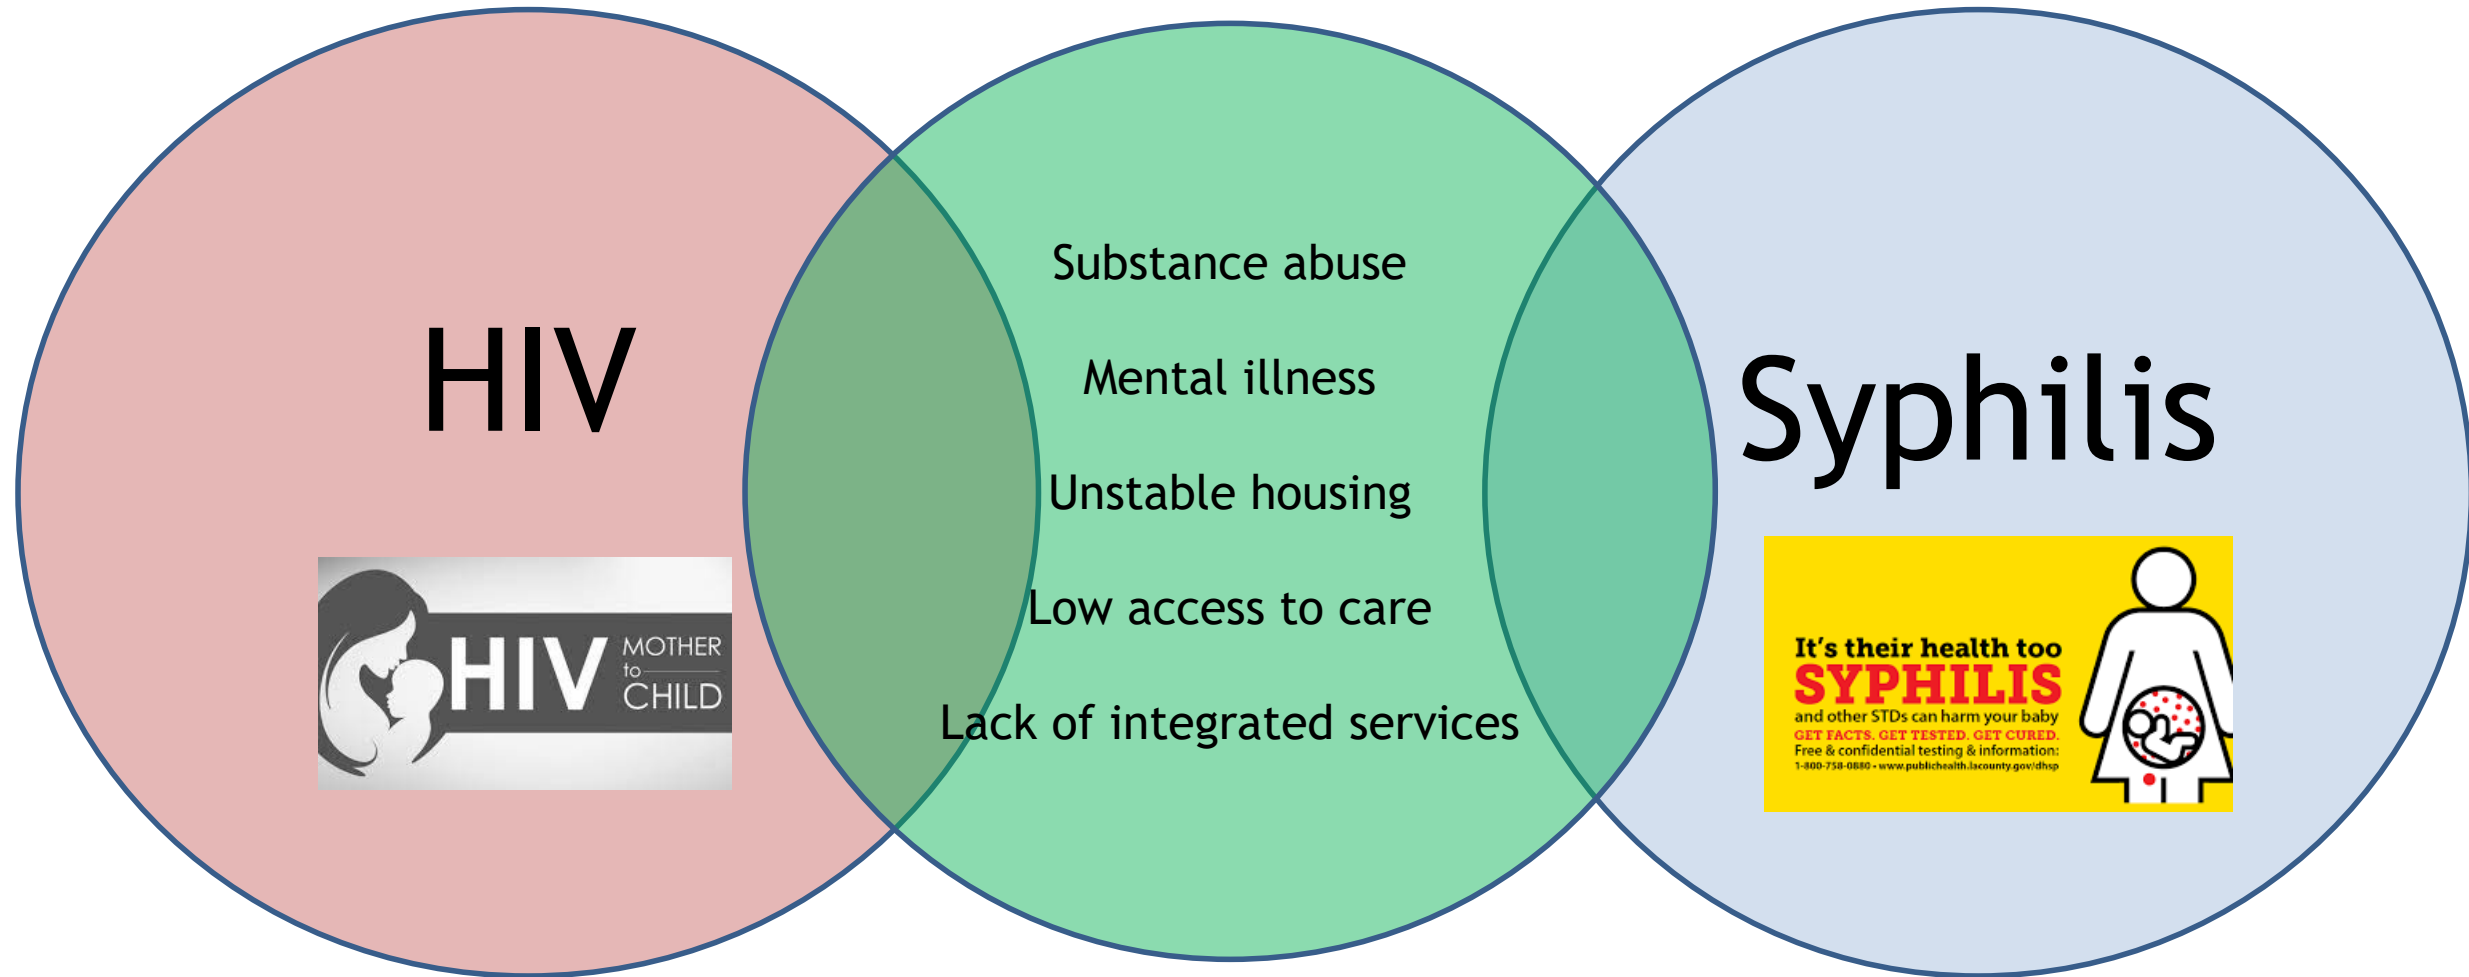 HIV
HIV MOTHER
to
CHILD
Substance abuse
Mental illness
Unstable housing
Low access to care
Lack of integrated services
Syphilis
It's their health too
SYPHILIS
and other STDs can harm your baby
GET FACTS. GET TESTED. GET CURED.
Free & confidential testing & information:
1-800-758-0880 • www.publichealth.lacounty.gov/dhsp